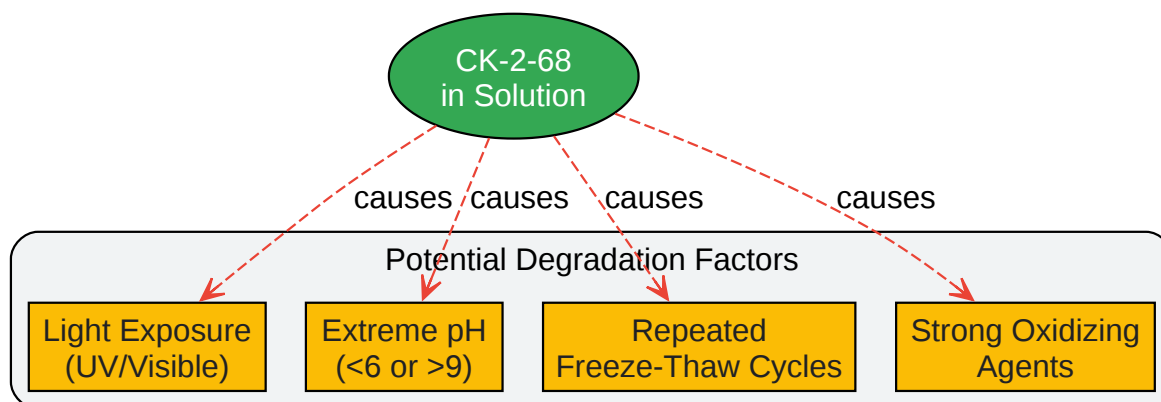 CK-2-68
in Solution
causes
causes
causes
causes
Potential Degradation Factors
Light Exposure
(UV/Visible)
Extreme pH
(<6 or >9)
Repeated
Freeze-Thaw Cycles
Strong Oxidizing
Agents